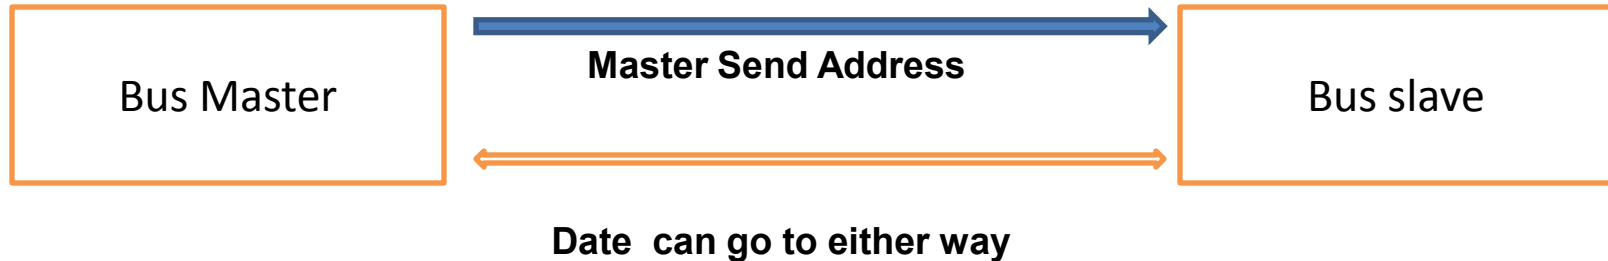 Master Send Address
Bus Master
Bus slave
Date can go to either way